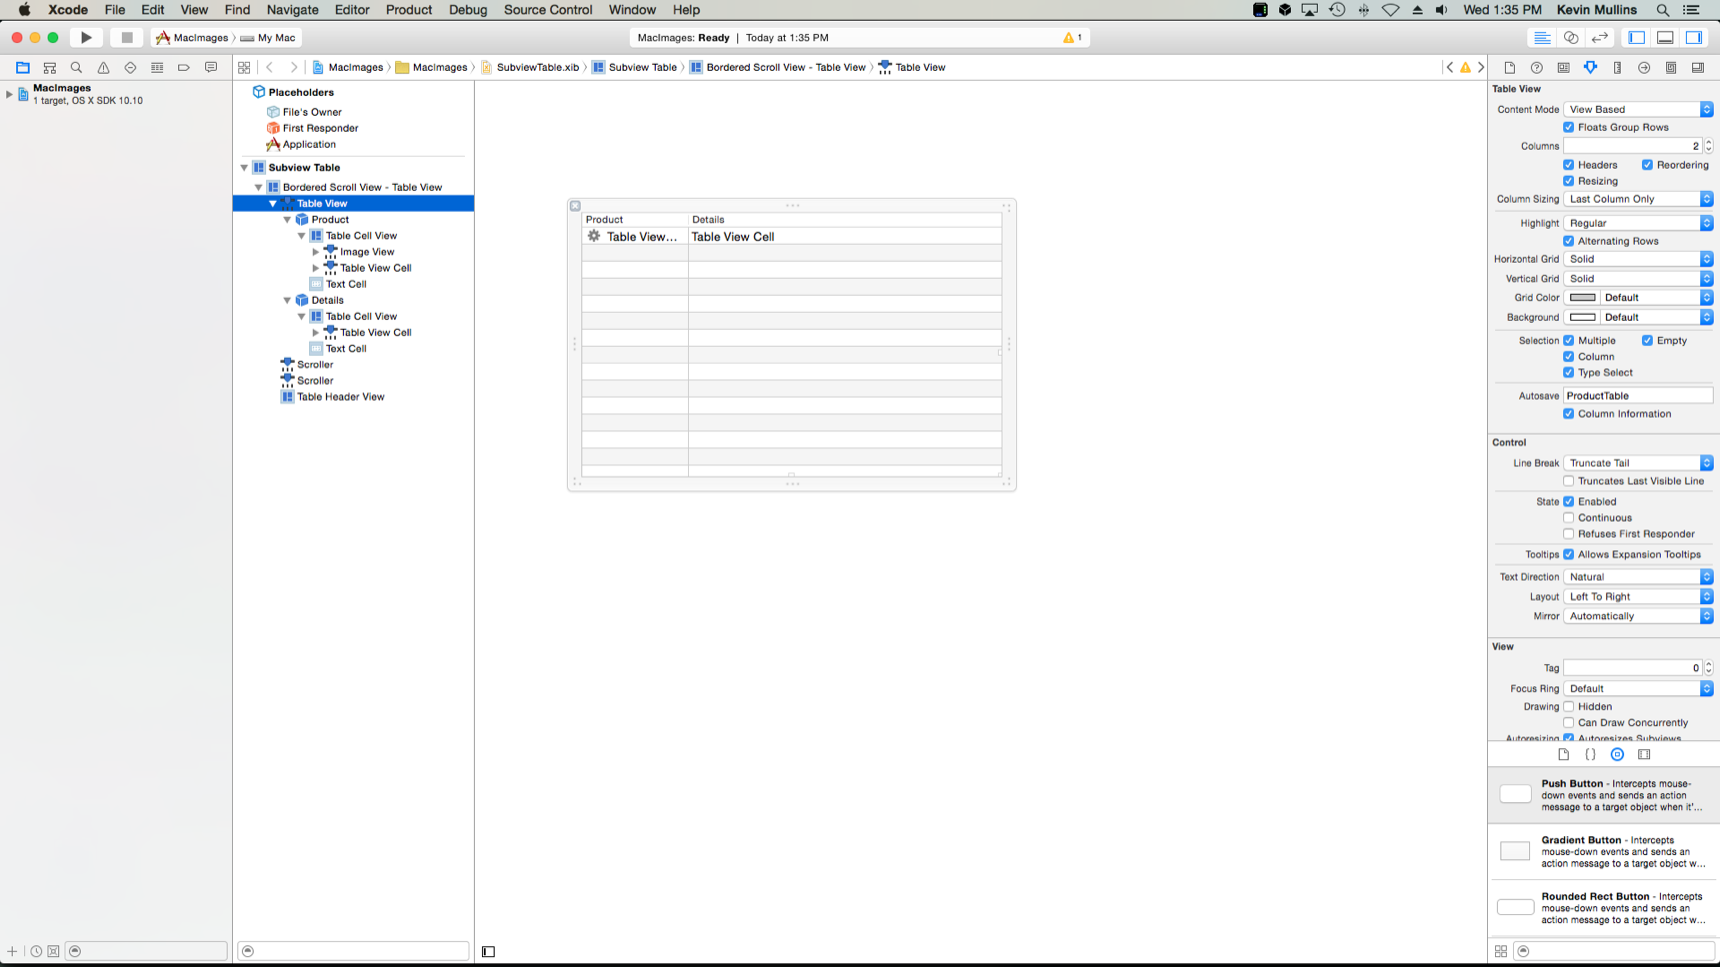 Xcode File Edit View Find Navigate Editor Product Debug Source Control Window Help
Wed 1:35 PM Kevin Mullins
MacImages My Mac
MacImages: Ready | Today at 1:35 PM
1
MacImages MacImages SubviewTable.xib Subview Table Bordered Scroll View - Table View Table View
MacImages
1 target, OS X SDK 10.10
Placeholders
File's Owner
First Responder
Application
Subview Table
Bordered Scroll View - Table View
Table View
Product
Table Cell View
Image View
Table View Cell
Text Cell
Details
Table Cell View
Table View Cell
Text Cell
Scroller
Scroller
Table Header View
Product Details
Table View... Table View Cell
Table View
Content Mode View Based
Floats Group Rows
Columns 2
Headers Reordering
Resizing
Column Sizing Last Column Only
Highlight Regular
Alternating Rows
Horizontal Grid Solid
Vertical Grid Solid
Grid Color Default
Background Default
Selection Multiple Empty
Column
Type Select
Autosave ProductTable
Column Information
Control
Line Break Truncate Tail
Truncates Last Visible Line
State Enabled
Continuous
Refuses First Responder
Tooltips Allows Expansion Tooltips
Text Direction Natural
Layout Left To Right
Mirror Automatically
View
Tag 0
Focus Ring Default
Drawing Hidden
Can Draw Concurrently
Autoresizing Autoresizes Subviews
Push Button - Intercepts mouse-
down events and sends an action
message to a target object when it'...
Gradient Button - Intercepts
mouse-down events and sends an
action message to a target object w...
Rounded Rect Button - Intercepts
mouse-down events and sends an
action message to a target object w...